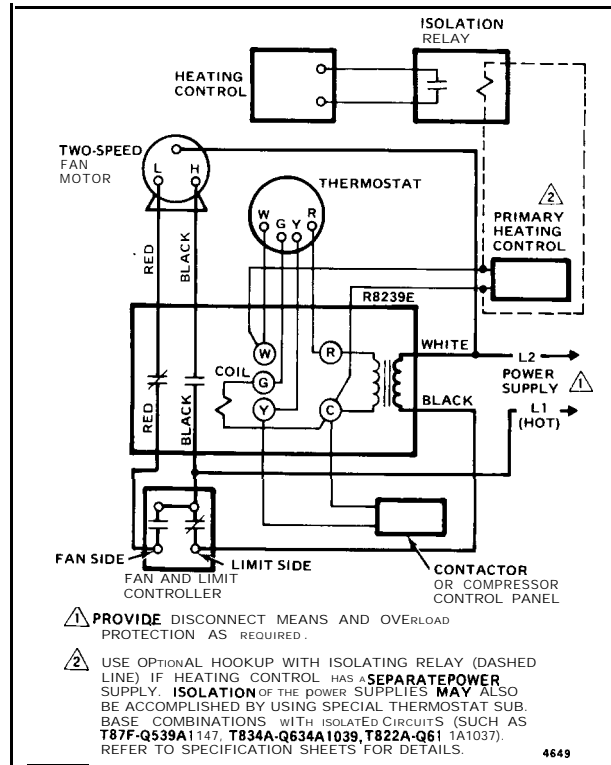 ISOLATION
RELAY
HEATING
CONTROL
TWO-SPEED
FAN
MOTOR
L
H
THERMOSTAT
W
G
Y
R
2
PRIMARY
HEATING
CONTROL
RED
BLACK
R8239E
W
R
WHITE
L2
COIL
G
POWER
SUPPLY
1
Y
C
BLACK
L1
(HOT)
RED
BLACK
FAN SIDE
LIMIT SIDE
FAN AND LIMIT
CONTROLLER
CONTACTOR
OR COMPRESSOR
CONTROL PANEL
1 PROVIDE DISCONNECT MEANS AND OVERLOAD
PROTECTION AS REQUIRED.
2 USE OPTIONAL HOOKUP WITH ISOLATING RELAY (DASHED
LINE) IF HEATING CONTROL HAS A SEPARATEPOWER
SUPPLY. ISOLATION OF THE POWER SUPPLIES MAY ALSO
BE ACCOMPLISHED BY USING SPECIAL THERMOSTAT SUB.
BASE COMBINATIONS WITH ISOLATED CIRCUITS (SUCH AS
T87F-Q539A1147, T834A-Q634A1039, T822A-Q61 1A1037).
REFER TO SPECIFICATION SHEETS FOR DETAILS.
4649